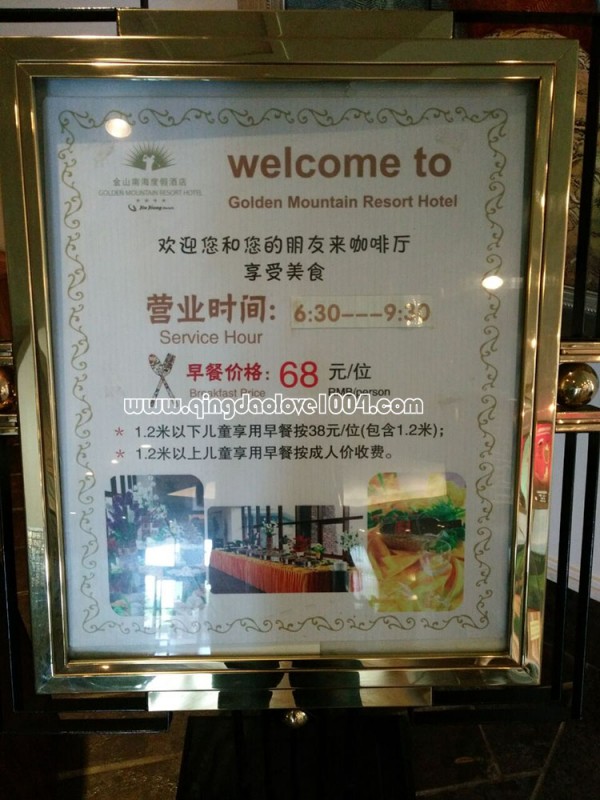 金山南海度假酒店
GOLDEN MOUNTAIN RESORT HOTEL
welcome to
Golden Mountain Resort Hotel
欢迎您和您的朋友来咖啡厅
享受美食
营业时间: 6:30---9:30
Service Hour
早餐价格: 68 元/位
Breakfast Price RMB/person
www.qingdaolove1004.com
* 1.2米以下儿童享用早餐按38元/位(包含1.2米);
* 1.2米以上儿童享用早餐按成人价收费。